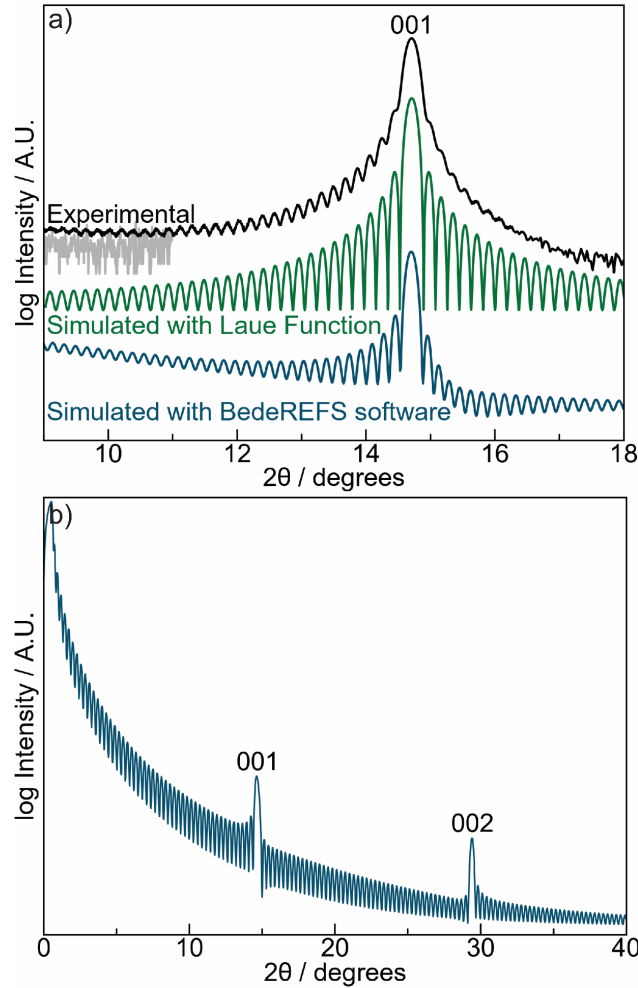 a)
001
log Intensity / A.U.
Experimental
Simulated with Laue Function
Simulated with BedeREFS software
10 12 14 16 18
2θ / degrees
b)
log Intensity / A.U.
001
002
0 10 20 30 40
2θ / degrees